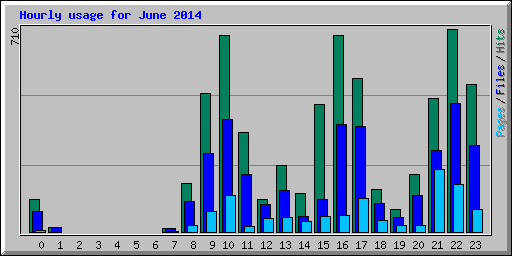 Hourly usage for June 2014
710
Pages / Files / Hits
0 1 2 3 4 5 6 7 8 9 10 11 12 13 14 15 16 17 18 19 20 21 22 23